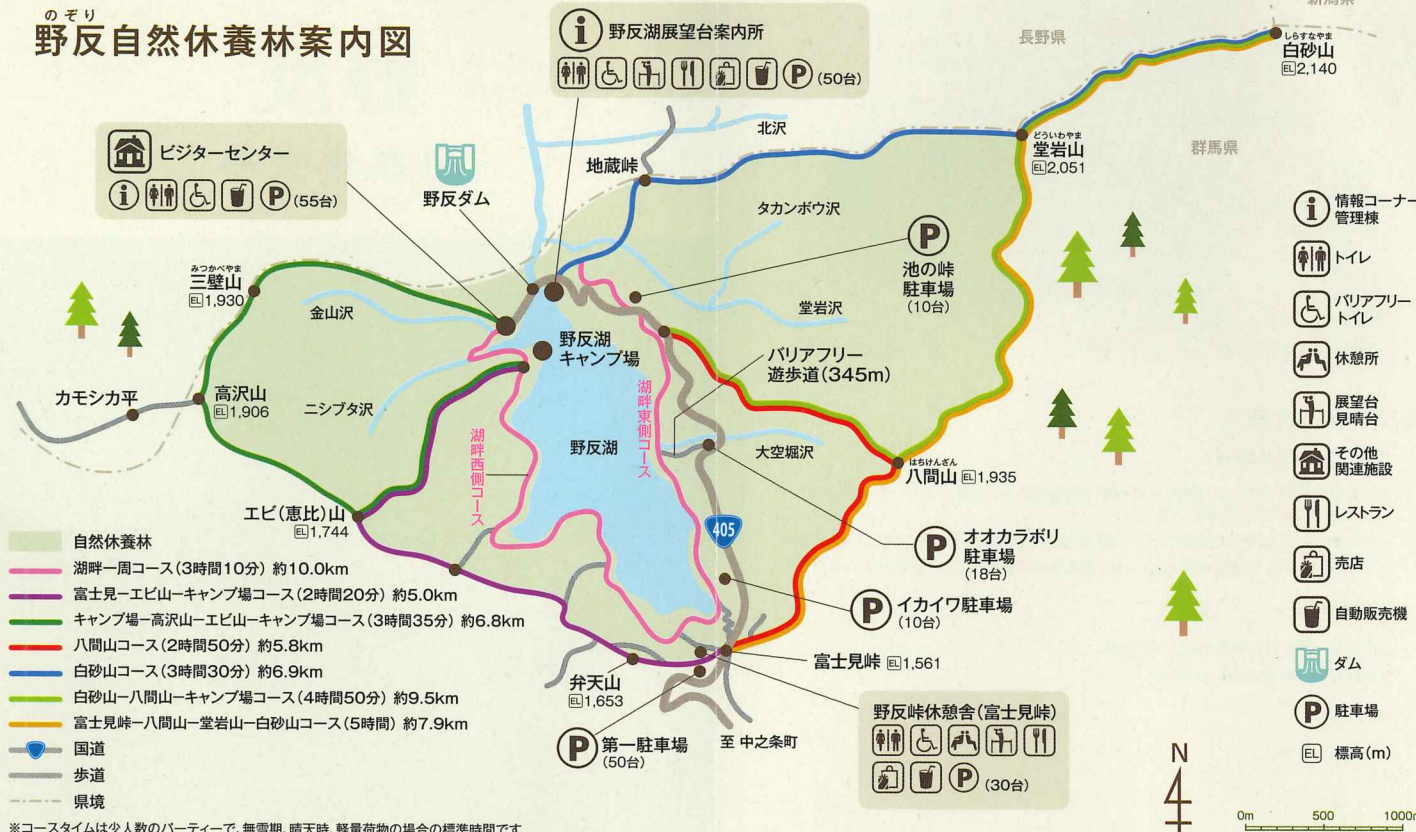 のぞり
野反自然休養林案内図
野反湖展望台案内所
(50台)
新潟県
長野県
しらすなやま
白砂山
EL 2,140
群馬県
どういわやま
堂岩山
EL 2,051
北沢
地蔵峠
ビジターセンター
(55台)
野反ダム
タカンボウ沢
P
池の峠
駐車場
(10台)
みつかべやま
三壁山
EL 1,930
金山沢
堂岩沢
野反湖
キャンプ場
バリアフリー
遊歩道(345m)
カモシカ平
高沢山
EL 1,906
ニシブタ沢
湖畔西側コース
野反湖
湖畔東側コース
大空堀沢
はちけんざん
八間山 EL 1,935
エビ(恵比)山
EL 1,744
405
P
オオカラボリ
駐車場
(18台)
P
イカイワ駐車場
(10台)
富士見峠 EL 1,561
弁天山
EL 1,653
P
第一駐車場
(50台)
至 中之条町
野反峠休憩舎(富士見峠)
P (30台)
自然休養林
湖畔一周コース(3時間10分) 約10.0km
富士見ーエビ山ーキャンプ場コース(2時間20分) 約5.0km
キャンプ場ー高沢山ーエビ山ーキャンプ場コース(3時間35分) 約6.8km
八間山コース(2時間50分) 約5.8km
白砂山コース(3時間30分) 約6.9km
白砂山ー八間山ーキャンプ場コース(4時間50分) 約9.5km
富士見峠ー八間山ー堂岩山ー白砂山コース(5時間) 約7.9km
国道
歩道
県境
※コースタイムは少人数のパーティーで、無雪期、晴天時、軽量荷物の場合の標準時間です
情報コーナー
管理棟
トイレ
バリアフリー
トイレ
休憩所
展望台
見晴台
その他
関連施設
レストラン
売店
自動販売機
ダム
P 駐車場
EL 標高(m)
N
0m 500 1000m